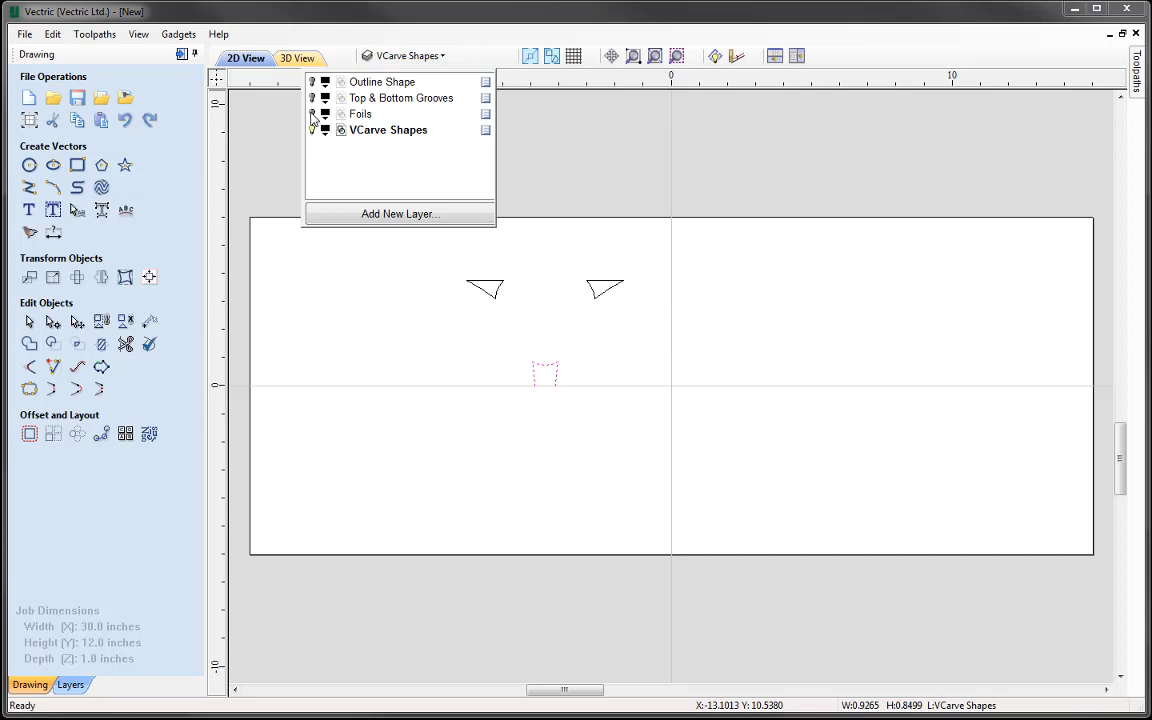 Vectric {Vectric Ltd.} - [New]
File Edit Toolpaths View Gadgets Help
Drawing
2D View 3D View VCarve Shapes
Toolpaths
File Operations
0 10
Outline Shape
Top & Bottom Grooves
Foils
VCarve Shapes
Add New Layer...
10
0
-10
Create Vectors
Transform Objects
Edit Objects
Offset and Layout
Job Dimensions
Width [X]: 30.0 inches
Height [Y]: 12.0 inches
Depth [Z]: 1.0 inches
Drawing Layers
Ready X:-13.1013 Y: 10.5380 W:0.9265 H:0.8499 L:VCarve Shapes